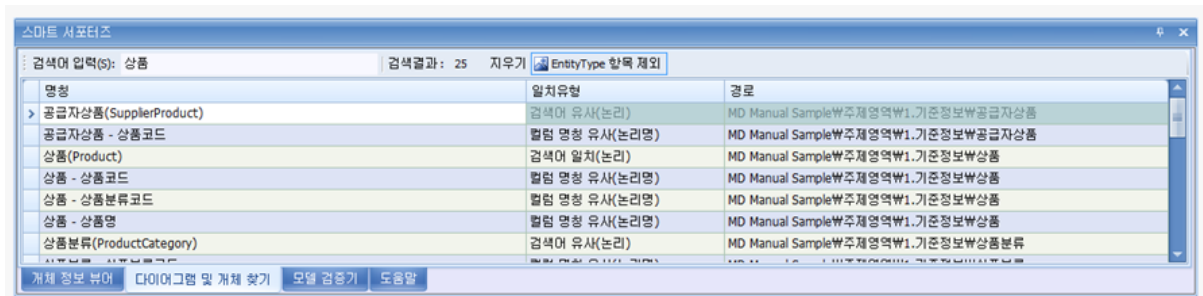 스마트 서포터즈
검색어 입력(S): 상품 검색결과: 25 지우기 EntityType 항목 제외
명칭 일치유형 경로
공급자상품(SupplierProduct) 검색어 유사(논리) MD Manual Sample₩주제영역₩1.기준정보₩공급자상품
공급자상품 - 상품코드 컬럼 명칭 유사(논리명) MD Manual Sample₩주제영역₩1.기준정보₩공급자상품
상품(Product) 검색어 일치(논리) MD Manual Sample₩주제영역₩1.기준정보₩상품
상품 - 상품코드 컬럼 명칭 유사(논리명) MD Manual Sample₩주제영역₩1.기준정보₩상품
상품 - 상품분류코드 컬럼 명칭 유사(논리명) MD Manual Sample₩주제영역₩1.기준정보₩상품
상품 - 상품명 컬럼 명칭 유사(논리명) MD Manual Sample₩주제영역₩1.기준정보₩상품
상품분류(ProductCategory) 검색어 유사(논리) MD Manual Sample₩주제영역₩1.기준정보₩상품분류
개체 정보 뷰어 다이어그램 및 개체 찾기 모델 검증기 도움말